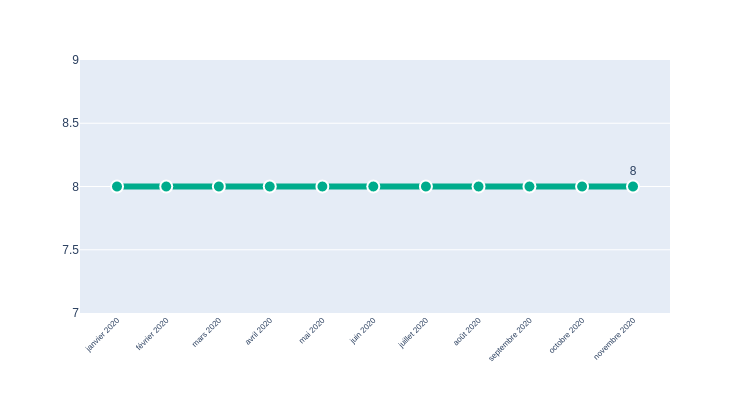 9
8.5
8
8
7.5
7
janvier 2020
février 2020
mars 2020
avril 2020
mai 2020
juin 2020
juillet 2020
août 2020
septembre 2020
octobre 2020
novembre 2020